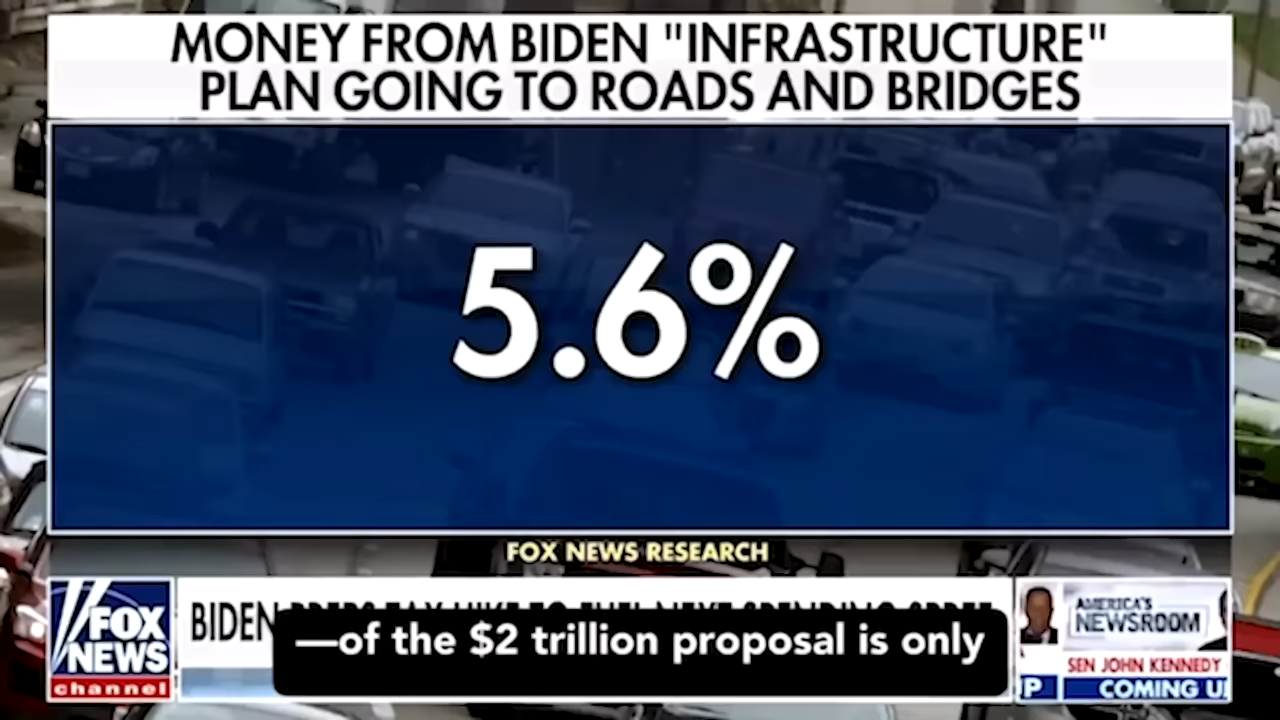 MONEY FROM BIDEN "INFRASTRUCTURE"
PLAN GOING TO ROADS AND BRIDGES
5.6%
FOX NEWS RESEARCH
FOX
NEWS
channel
BIDEN
—of the $2 trillion proposal is only
AMERICA'S
NEWSROOM
SEN JOHN KENNEDY
COMING